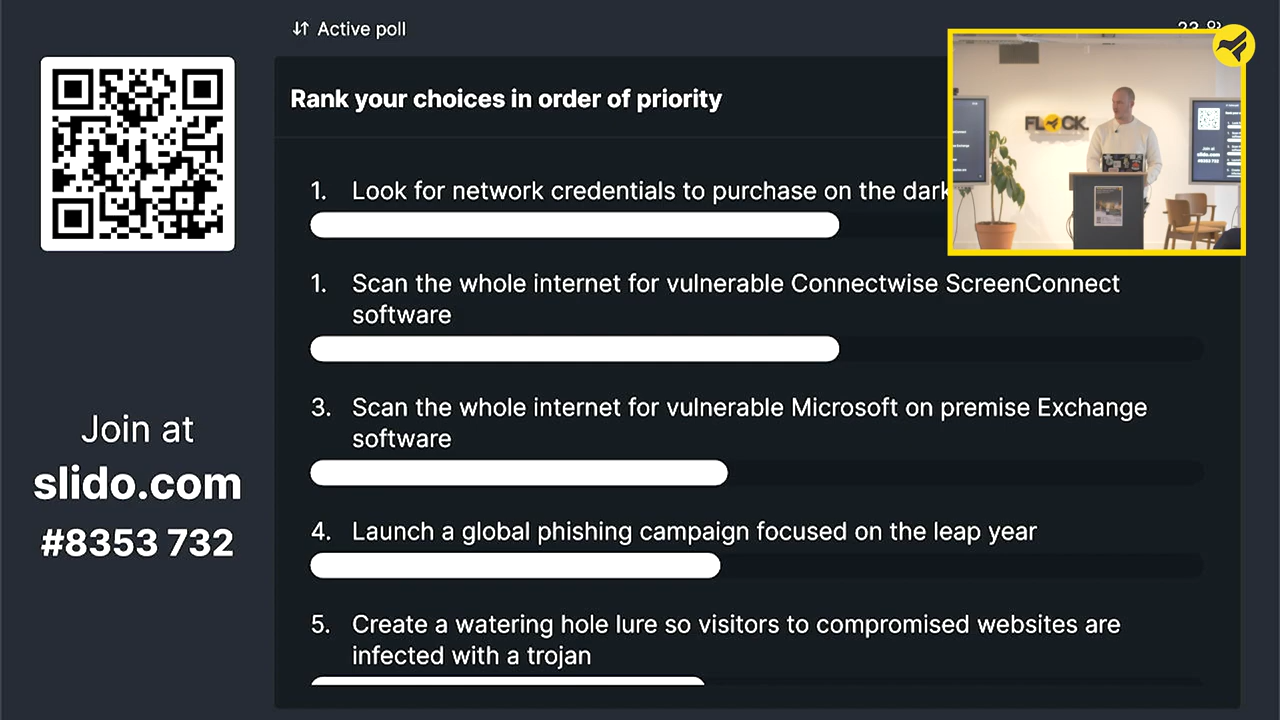 Active poll
Rank your choices in order of priority
1. Look for network credentials to purchase on the dark
1. Scan the whole internet for vulnerable Connectwise ScreenConnect
software
3. Scan the whole internet for vulnerable Microsoft on premise Exchange
software
4. Launch a global phishing campaign focused on the leap year
5. Create a watering hole lure so visitors to compromised websites are
infected with a trojan
Join at
slido.com
#8353 732
FLOCK.